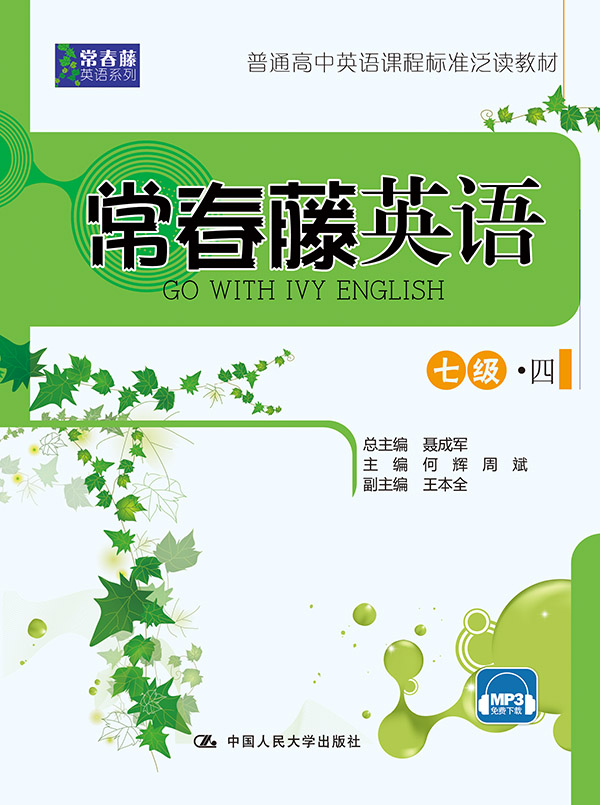 常春藤
英语系列
普通高中英语课程标准泛读教材
常春藤英语
GO WITH IVY ENGLISH
七级·四
总主编 聂成军
主 编 何 辉 周 斌
副主编 王本全
MP3
免费下载
中国人民大学出版社